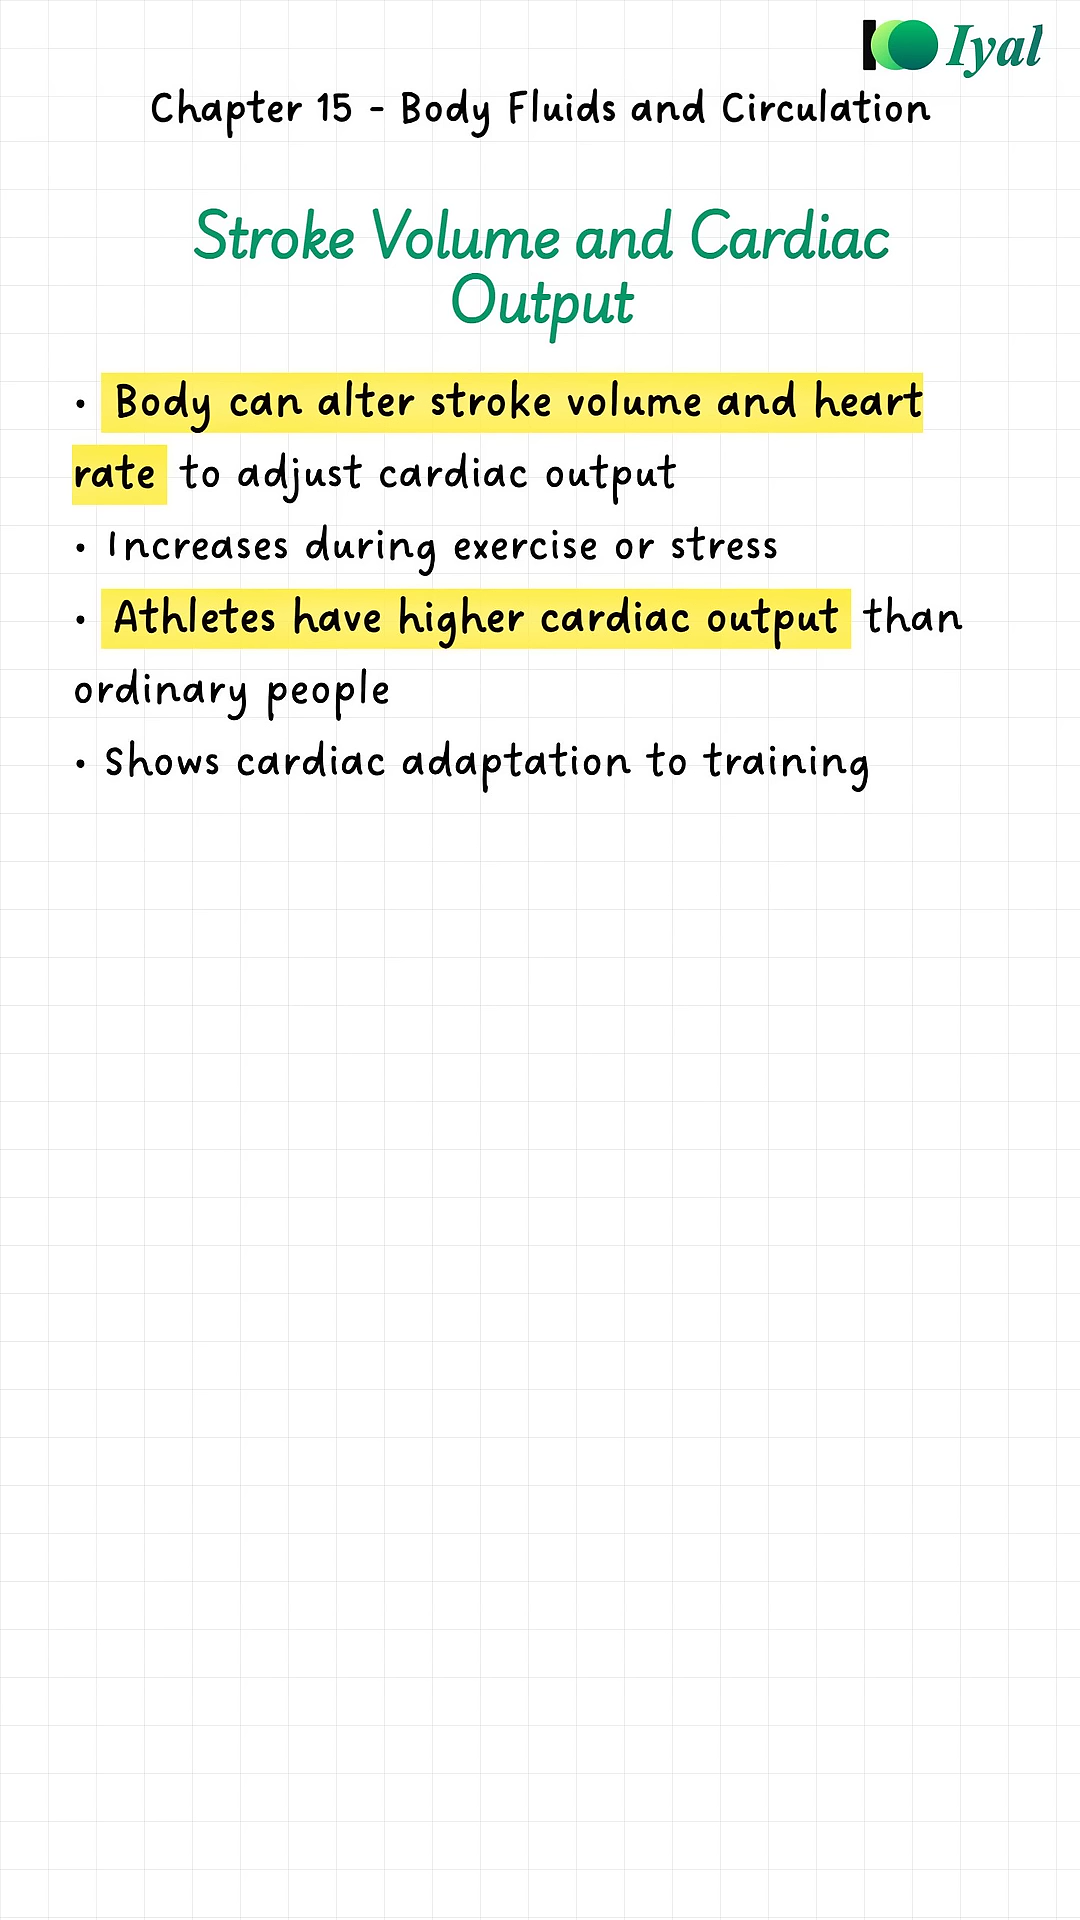 Iyal
Chapter 15 - Body Fluids and Circulation
Stroke Volume and Cardiac
Output
• Body can alter stroke volume and heart
rate to adjust cardiac output
• Increases during exercise or stress
• Athletes have higher cardiac output than
ordinary people
• Shows cardiac adaptation to training